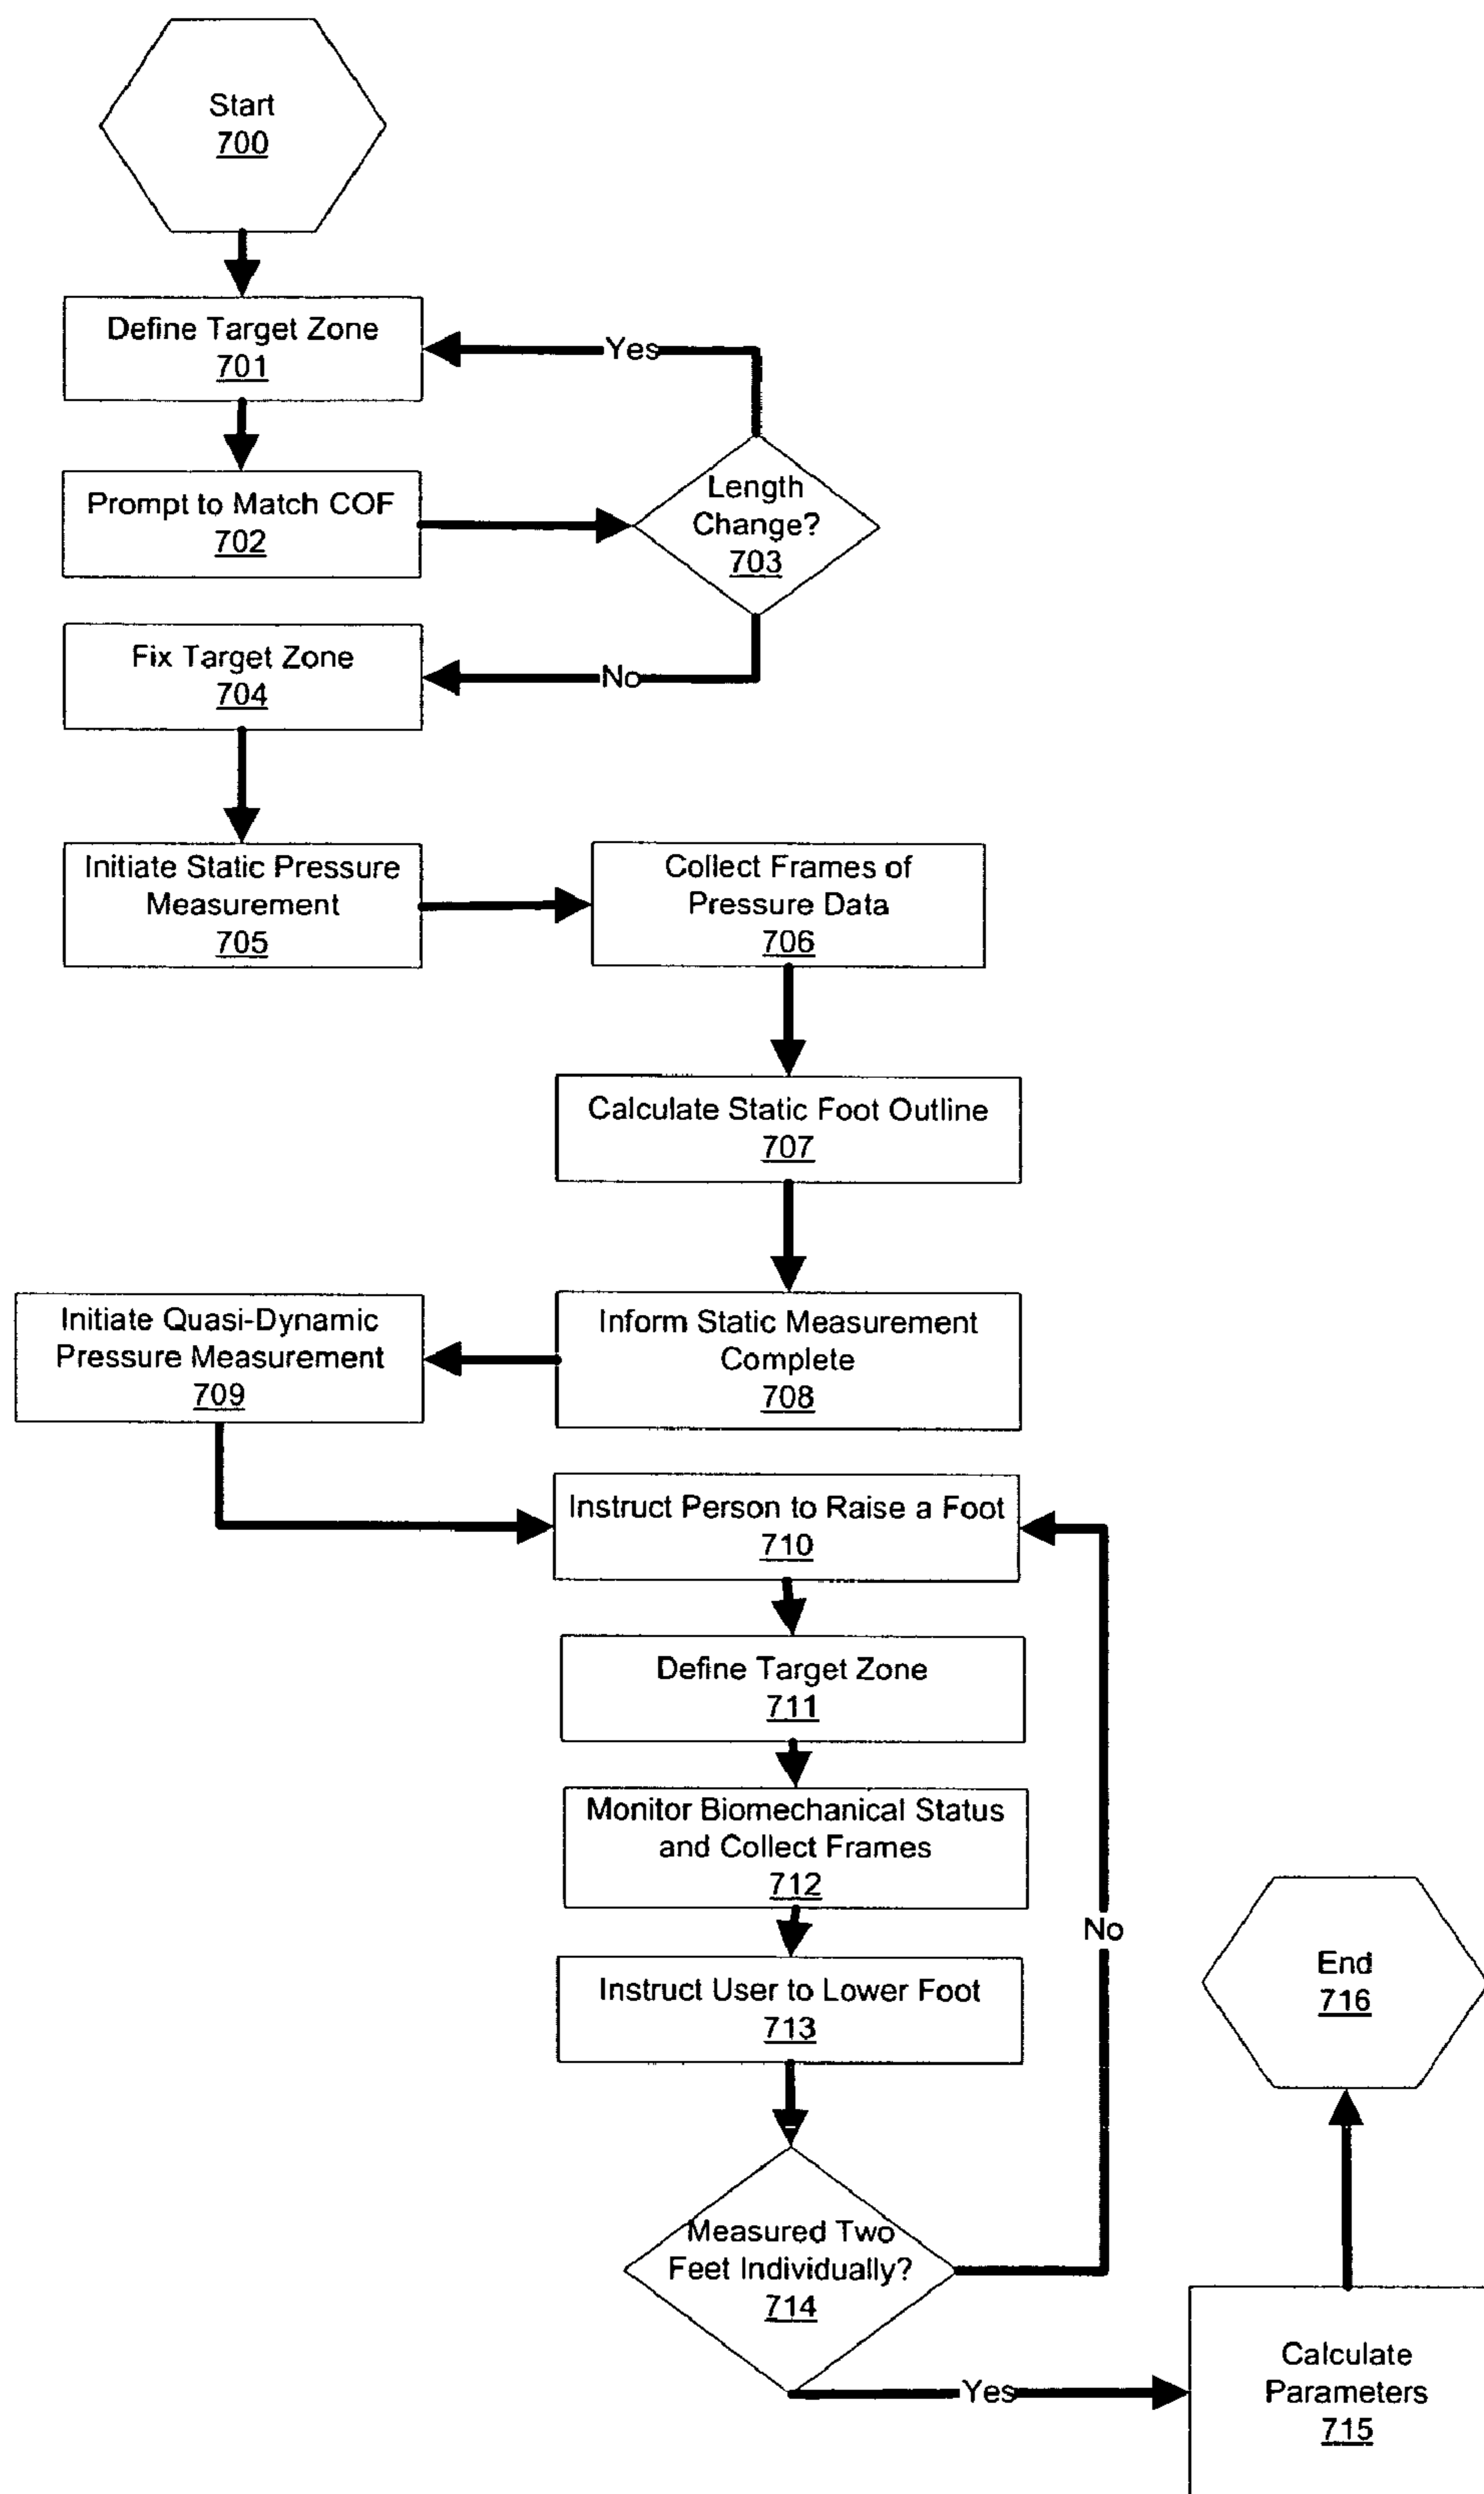 Start
700
Define Target Zone
701
Yes
Prompt to Match COF
702
Length
Change?
703
Fix Target Zone
704
No
Initiate Static Pressure
Measurement
705
Collect Frames of
Pressure Data
706
Calculate Static Foot Outline
707
Inform Static Measurement
Complete
708
Initiate Quasi-Dynamic
Pressure Measurement
709
Instruct Person to Raise a Foot
710
Define Target Zone
711
Monitor Biomechanical Status
and Collect Frames
712
Instruct User to Lower Foot
713
Measured Two
Feet Individually?
714
No
Yes
Calculate
Parameters
715
End
716